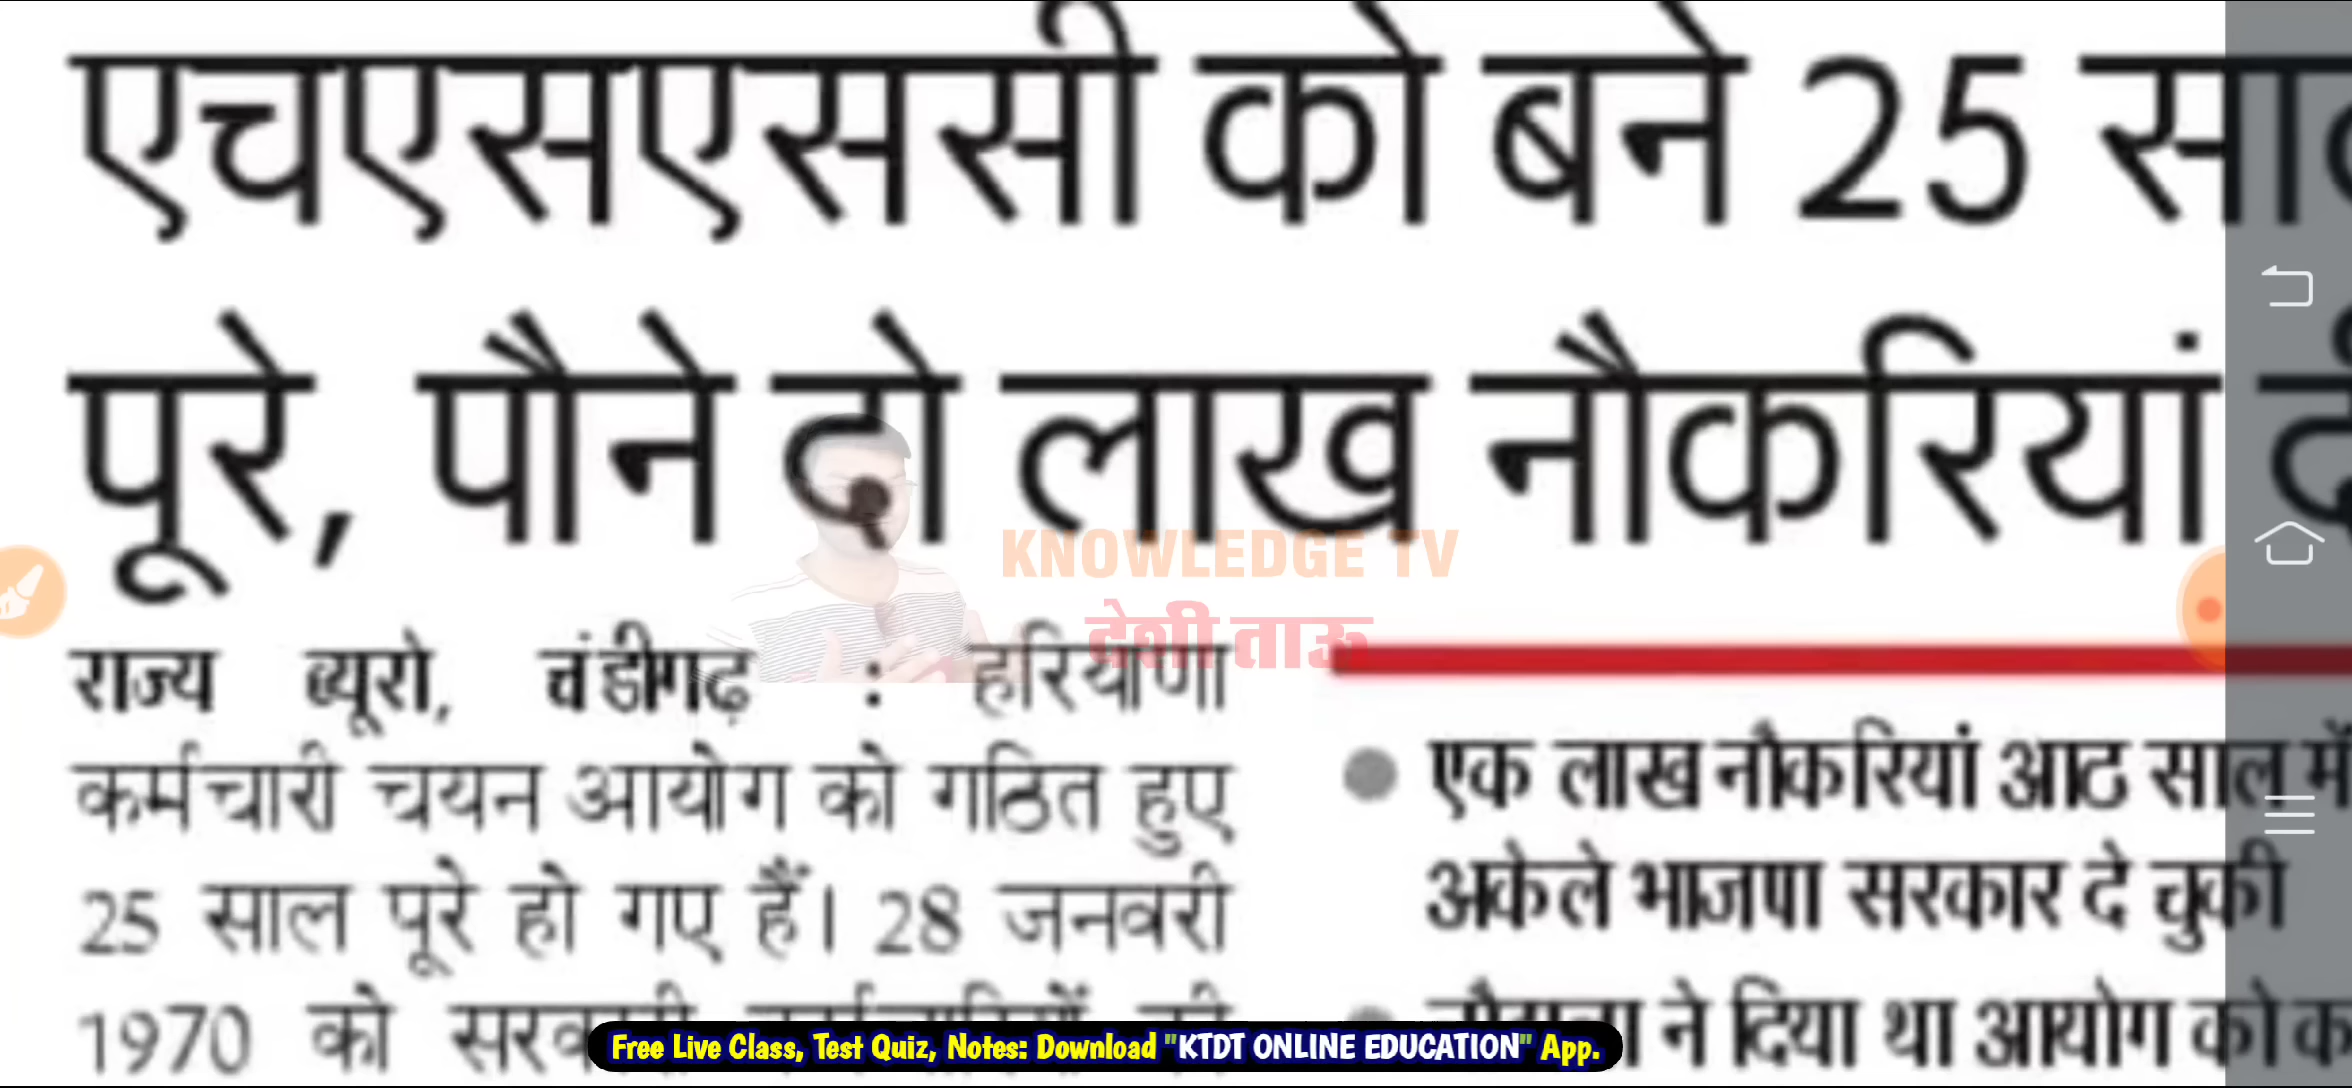 एचएसएससी को बने 25 साल
पूरे, पौने दो लाख नौकरियां दी
KNOWLEDGE TV
देशी ताऊ
राज्य ब्यूरो, चंडीगढ़ : हरियाणा
कर्मचारी चयन आयोग को गठित हुए
25 साल पूरे हो गए हैं। 28 जनवरी
1970 को
एक लाख नौकरियां आठ साल में
अकेले भाजपा सरकार दे चुकी
ने दिया था आयोग को
Free Live Class, Test Quiz, Notes: Download "KTDT ONLINE EDUCATION" App.